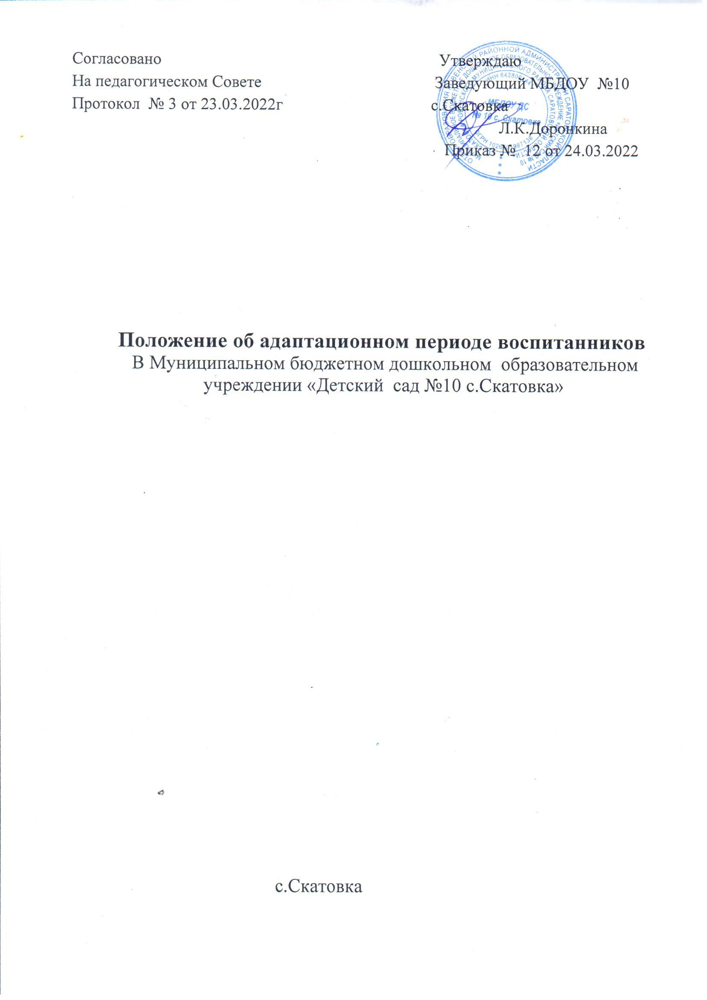 Согласовано
На педагогическом Совете
Протокол № 3 от 23.03.2022г
Утверждаю
Заведующий МБДОУ №10
с.Скатовка
Л.К.Доронкина
Приказ № 12 от 24.03.2022
МБДОУ ДС
№ 10 с. Скатовка
Положение об адаптационном периоде воспитанников
В Муниципальном бюджетном дошкольном образовательном
учреждении «Детский сад №10 с.Скатовка»
с.Скатовка